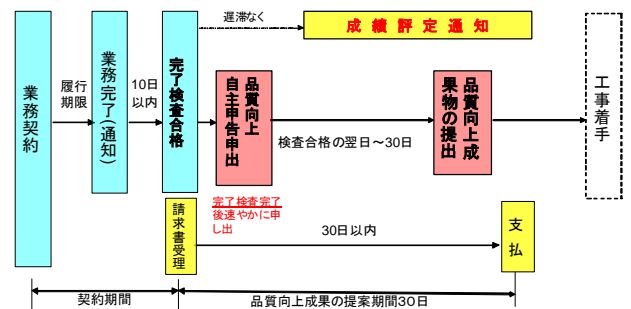 業務契約
履行
期限
業務完了(通知)
10日
以内
完了検査合格
遅滞なく
成績評定通知
品質向上
自主申告申出
検査合格の翌日～30日
品質向上成
果物の提出
工事着手
完了検査完了
後速やかに申
し出
請求書受理
30日以内
支払
契約期間
品質向上成果の提案期間30日